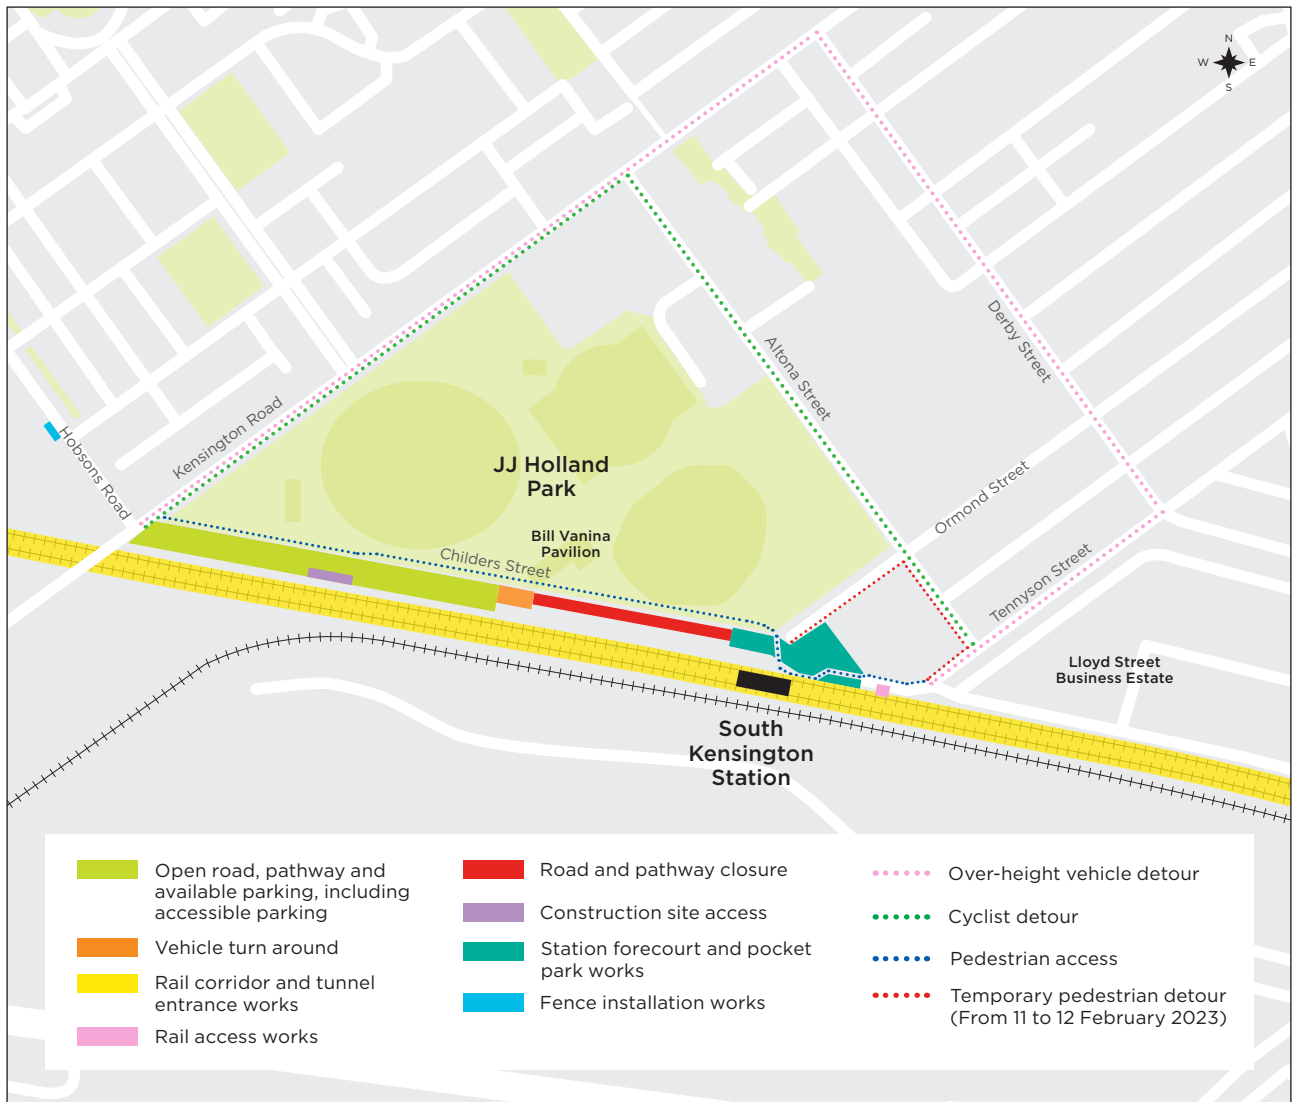 N
W E
S
Derby Street
Altona Street
Kensington Road
Hobsons Road
JJ Holland
Park
Ormond Street
Bill Vanina
Pavilion
Childers Street
Tennyson Street
Lloyd Street
Business Estate
South
Kensington
Station
Open road, pathway and
available parking, including
accessible parking
Vehicle turn around
Rail corridor and tunnel
entrance works
Rail access works
Road and pathway closure
Construction site access
Station forecourt and pocket
park works
Fence installation works
Over-height vehicle detour
Cyclist detour
Pedestrian access
Temporary pedestrian detour
(From 11 to 12 February 2023)